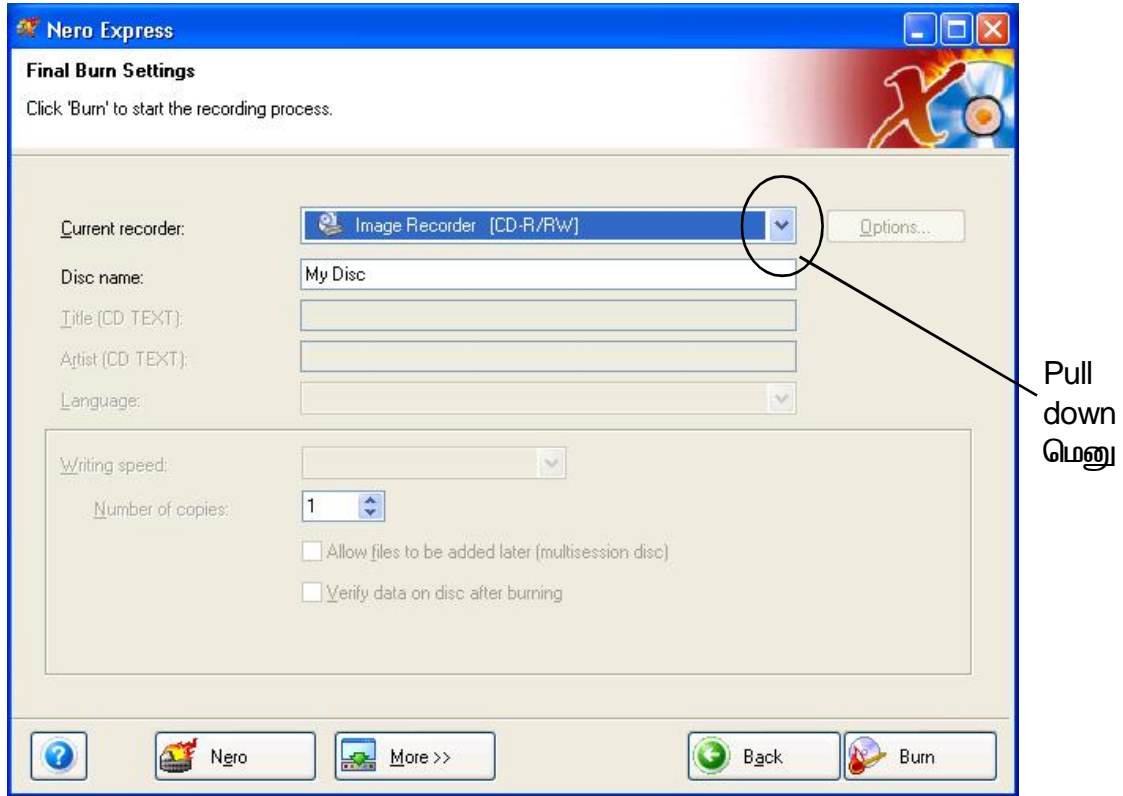 Nero Express
Final Burn Settings
Click 'Burn' to start the recording process.
Current recorder: Image Recorder [CD-R/RW] Options...
Disc name: My Disc
Title (CD TEXT):
Artist (CD TEXT):
Language:
Writing speed:
Number of copies: 1
Allow files to be added later (multisession disc)
Verify data on disc after burning
Pull
down
மெனு
Nero More >> Back Burn